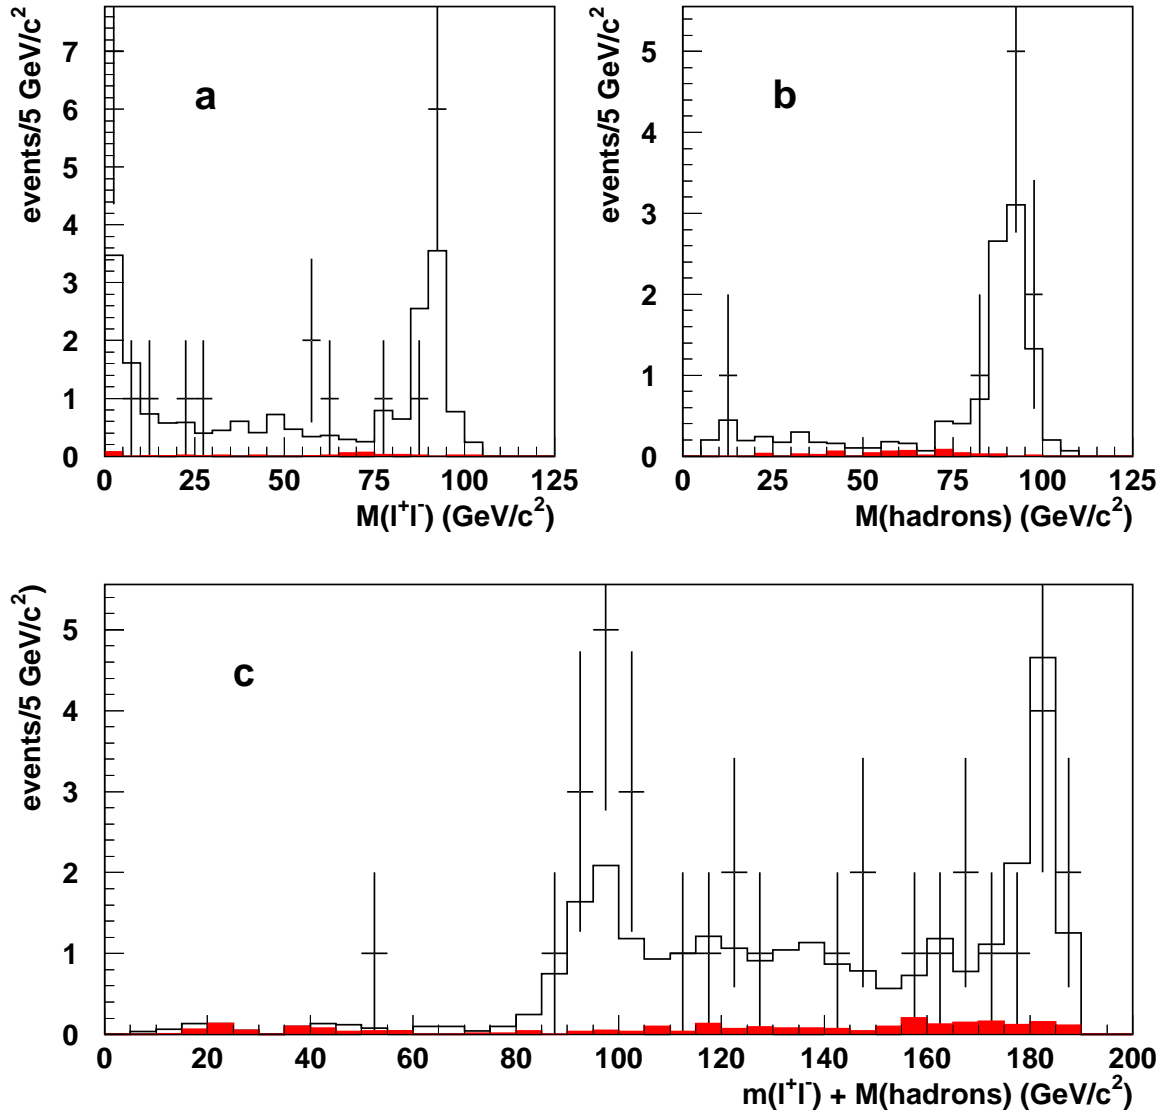 events/5 GeV/c²
7
6
5
4
3
2
1
0
a
0 25 50 75 100 125
M(l⁺l⁻) (GeV/c²)
events/5 GeV/c²
5
4
3
2
1
0
b
0 25 50 75 100 125
M(hadrons) (GeV/c²)
events/5 GeV/c²)
5
4
3
2
1
0
c
0 20 40 60 80 100 120 140 160 180 200
m(l⁺l⁻) + M(hadrons) (GeV/c²)